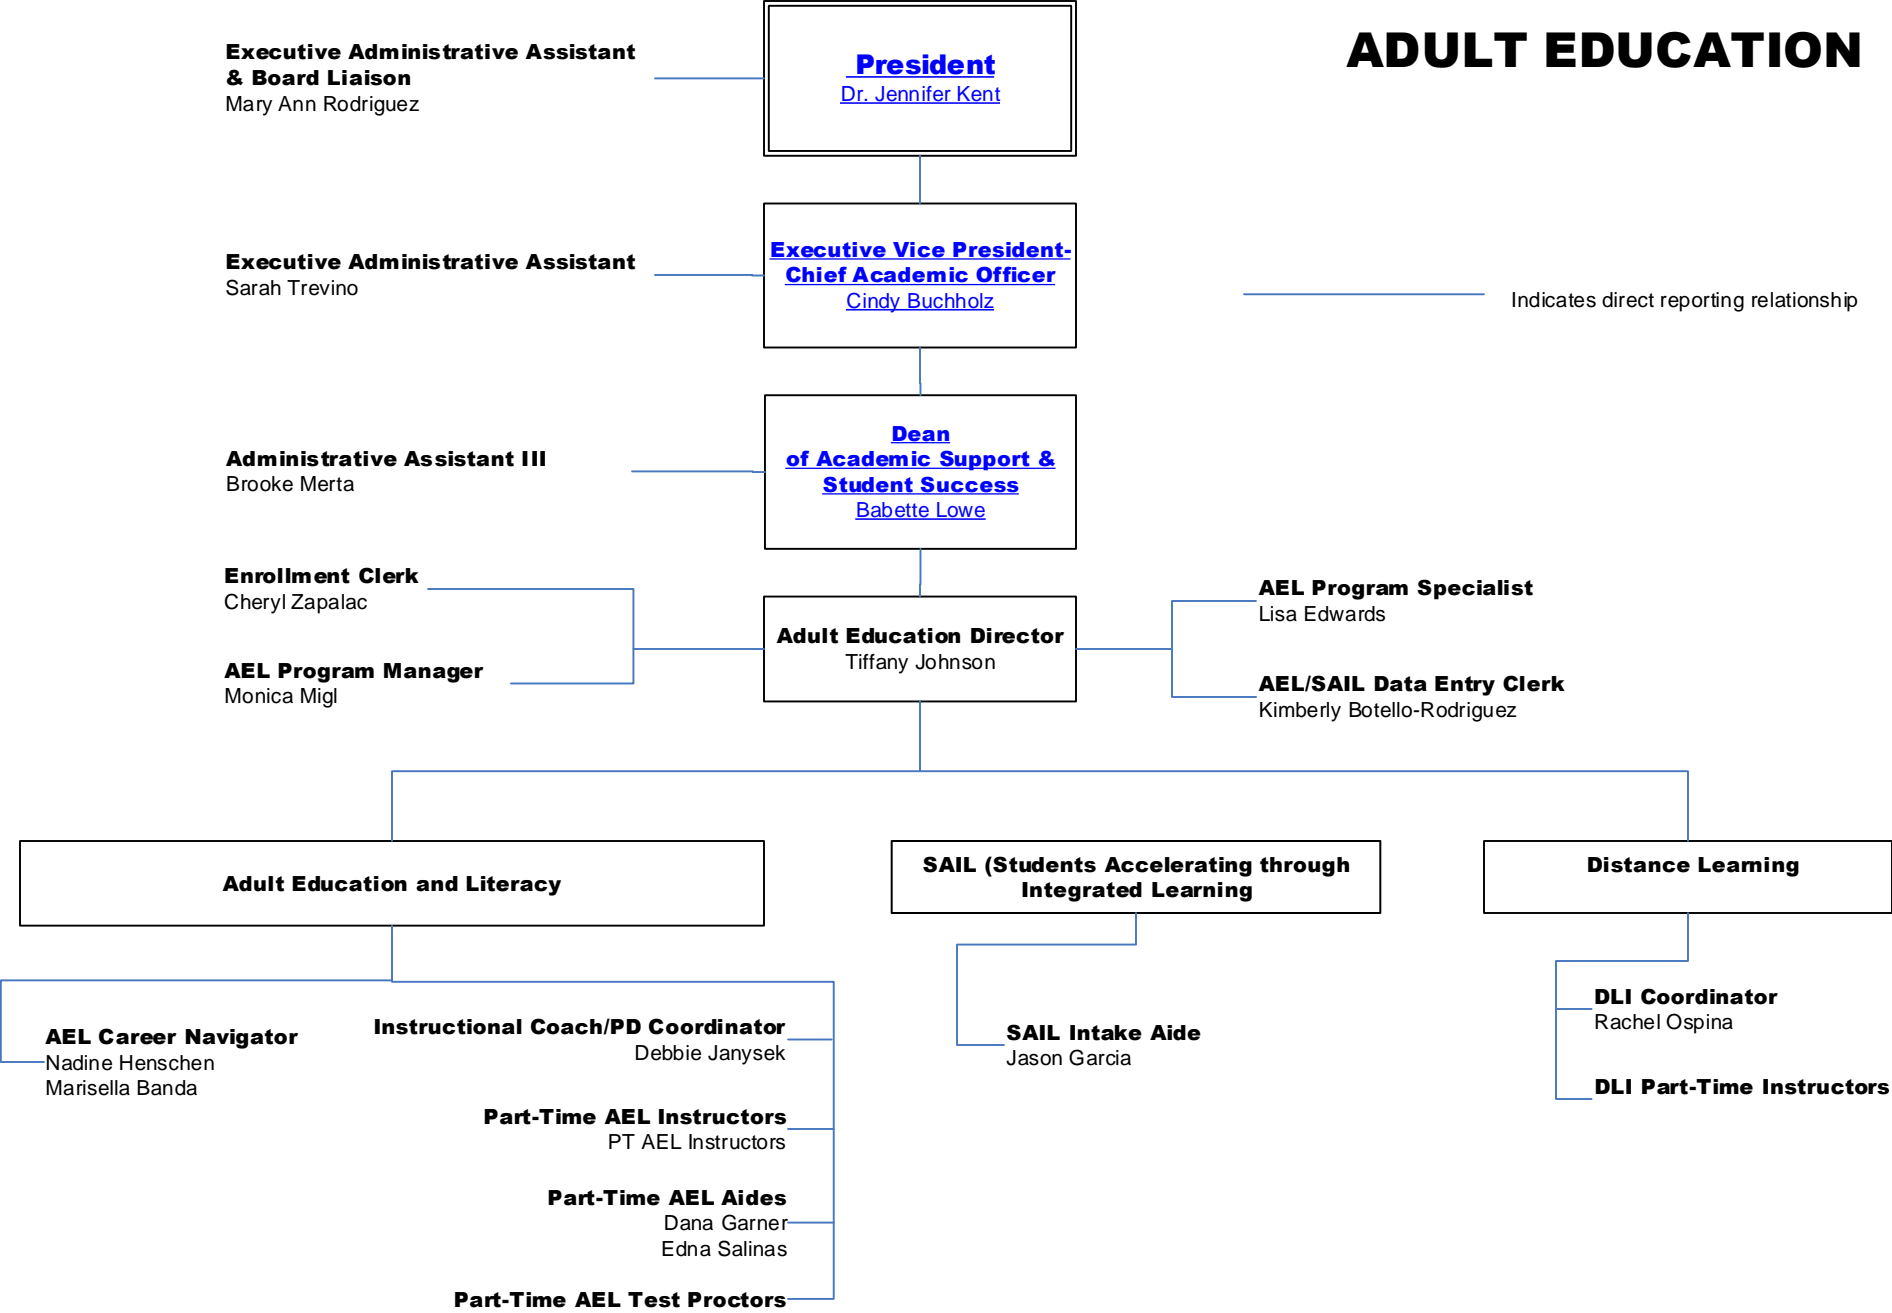 ADULT EDUCATION
Executive Administrative Assistant
& Board Liaison
Mary Ann Rodriguez
President
Dr. Jennifer Kent
Executive Administrative Assistant
Sarah Trevino
Executive Vice President-
Chief Academic Officer
Cindy Buchholz
Indicates direct reporting relationship
Administrative Assistant III
Brooke Merta
Dean
of Academic Support &
Student Success
Babette Lowe
Enrollment Clerk
Cheryl Zapalac
AEL Program Manager
Monica Migl
Adult Education Director
Tiffany Johnson
AEL Program Specialist
Lisa Edwards
AEL/SAIL Data Entry Clerk
Kimberly Botello-Rodriguez
Adult Education and Literacy
SAIL (Students Accelerating through
Integrated Learning
Distance Learning
AEL Career Navigator
Nadine Henschen
Marisella Banda
Instructional Coach/PD Coordinator
Debbie Janysek
Part-Time AEL Instructors
PT AEL Instructors
Part-Time AEL Aides
Dana Garner
Edna Salinas
Part-Time AEL Test Proctors
SAIL Intake Aide
Jason Garcia
DLI Coordinator
Rachel Ospina
DLI Part-Time Instructors